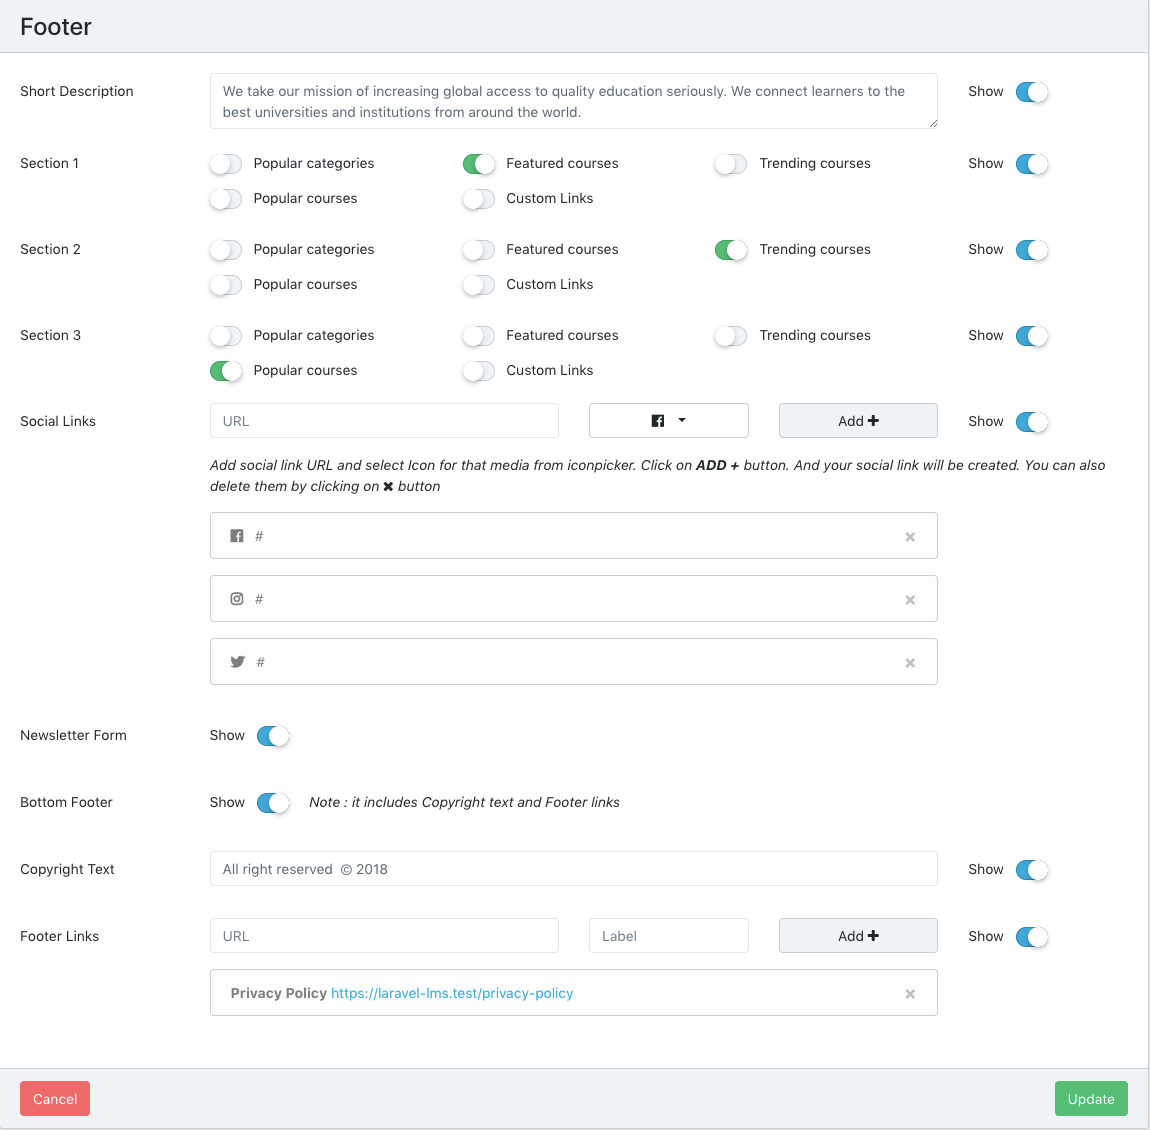 Footer
Short Description
We take our mission of increasing global access to quality education seriously. We connect learners to the
best universities and institutions from around the world.
Show
Section 1
Popular categories
Featured courses
Trending courses
Show
Popular courses
Custom Links
Section 2
Popular categories
Featured courses
Trending courses
Show
Popular courses
Custom Links
Section 3
Popular categories
Featured courses
Trending courses
Show
Popular courses
Custom Links
Social Links
URL
Add +
Show
Add social link URL and select Icon for that media from iconpicker. Click on ADD + button. And your social link will be created. You can also
delete them by clicking on ✖ button
#
#
#
Newsletter Form
Show
Bottom Footer
Show
Note : it includes Copyright text and Footer links
Copyright Text
All right reserved  © 2018
Show
Footer Links
URL
Label
Add +
Show
Privacy Policy https://laravel-lms.test/privacy-policy
Cancel
Update